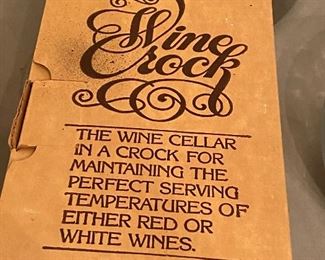 Wine
Crock
THE WINE CELLAR
IN A CROCK FOR
MAINTAINING THE
PERFECT SERVING
TEMPERATURES OF
EITHER RED OR
WHITE WINES.